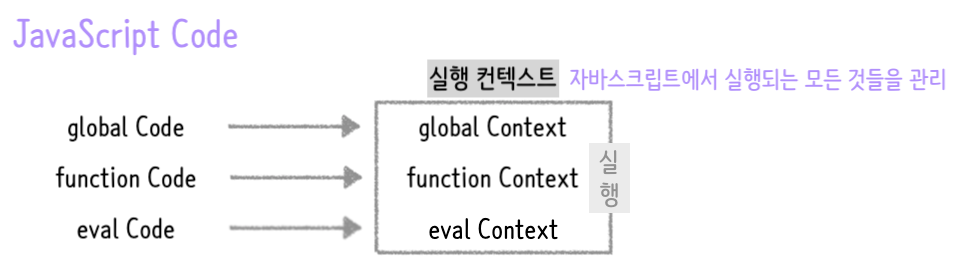 JavaScript Code
실행 컨텍스트 자바스크립트에서 실행되는 모든 것들을 관리
global Code global Context
function Code function Context
eval Code eval Context
실행